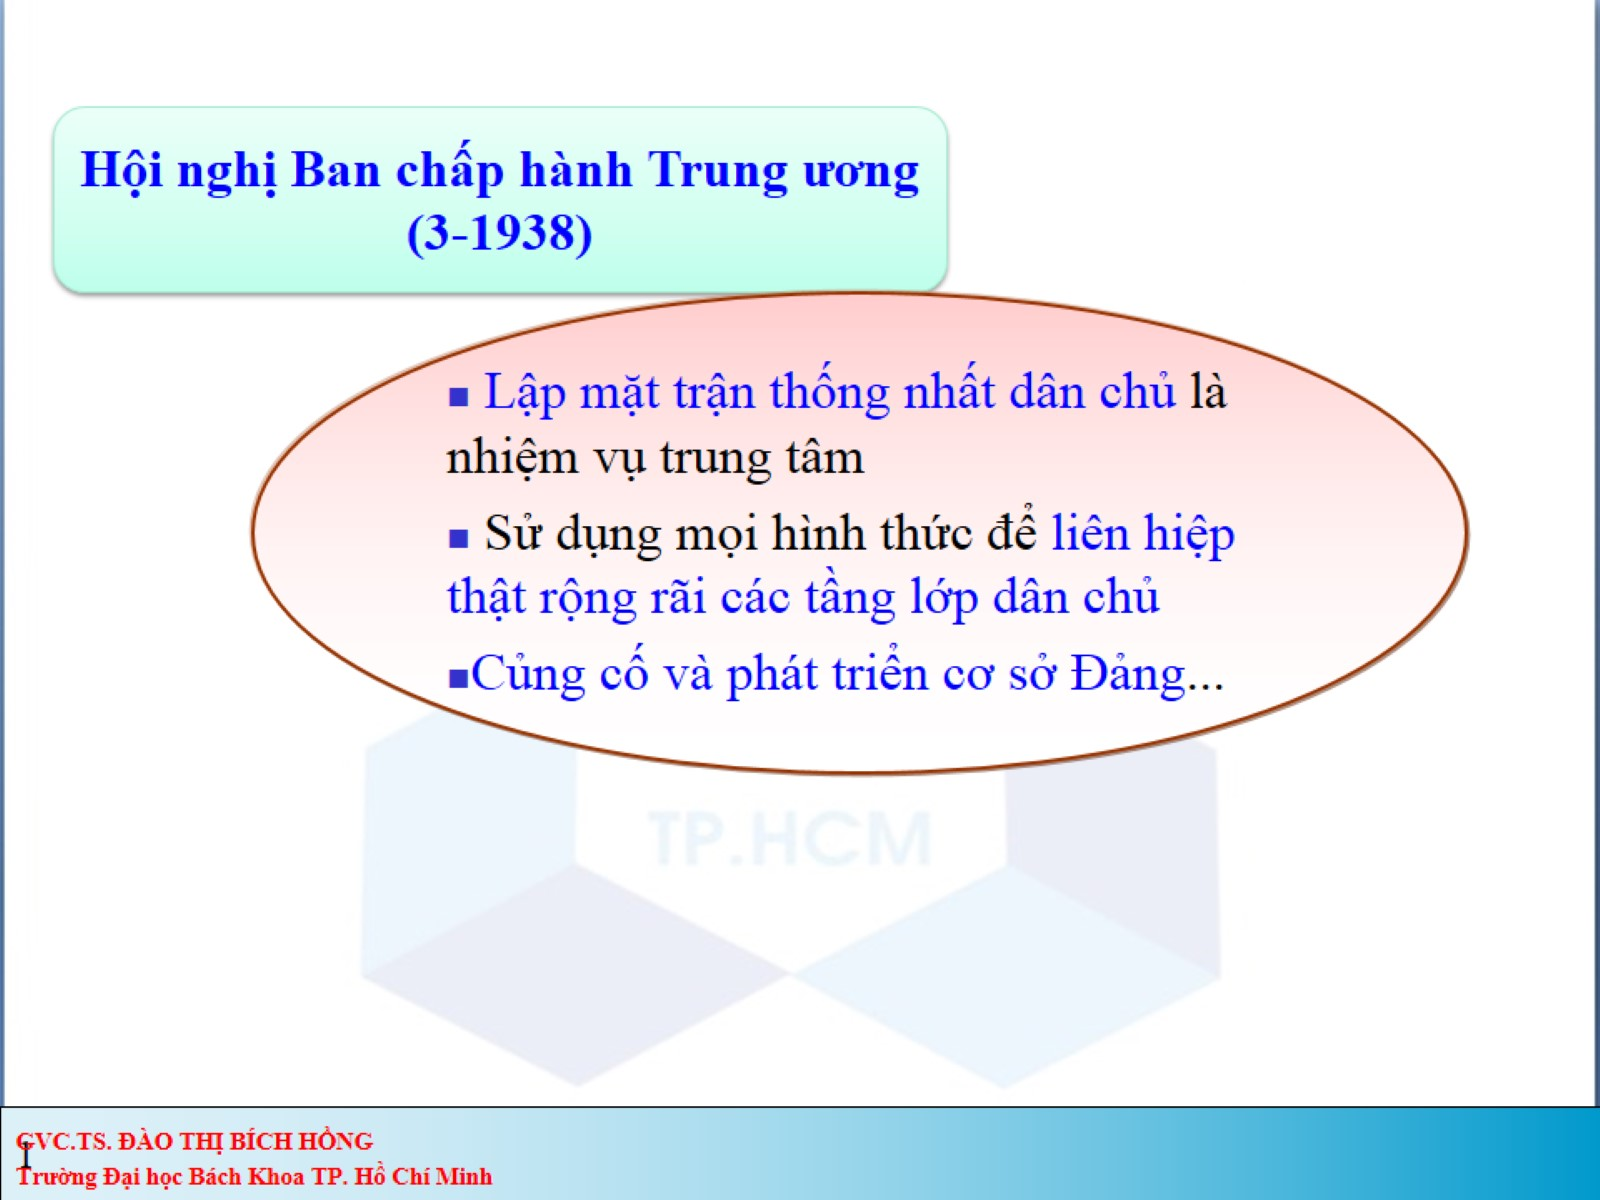 Hội nghị Ban chấp hành Trung ương
(3-1938)
▪ Lập mặt trận thống nhất dân chủ là
nhiệm vụ trung tâm
▪ Sử dụng mọi hình thức để liên hiệp
thật rộng rãi các tầng lớp dân chủ
▪Củng cố và phát triển cơ sở Đảng...
TP.HCM
GVC.TS. ĐÀO THỊ BÍCH HỒNG
1
Trường Đại học Bách Khoa TP. Hồ Chí Minh